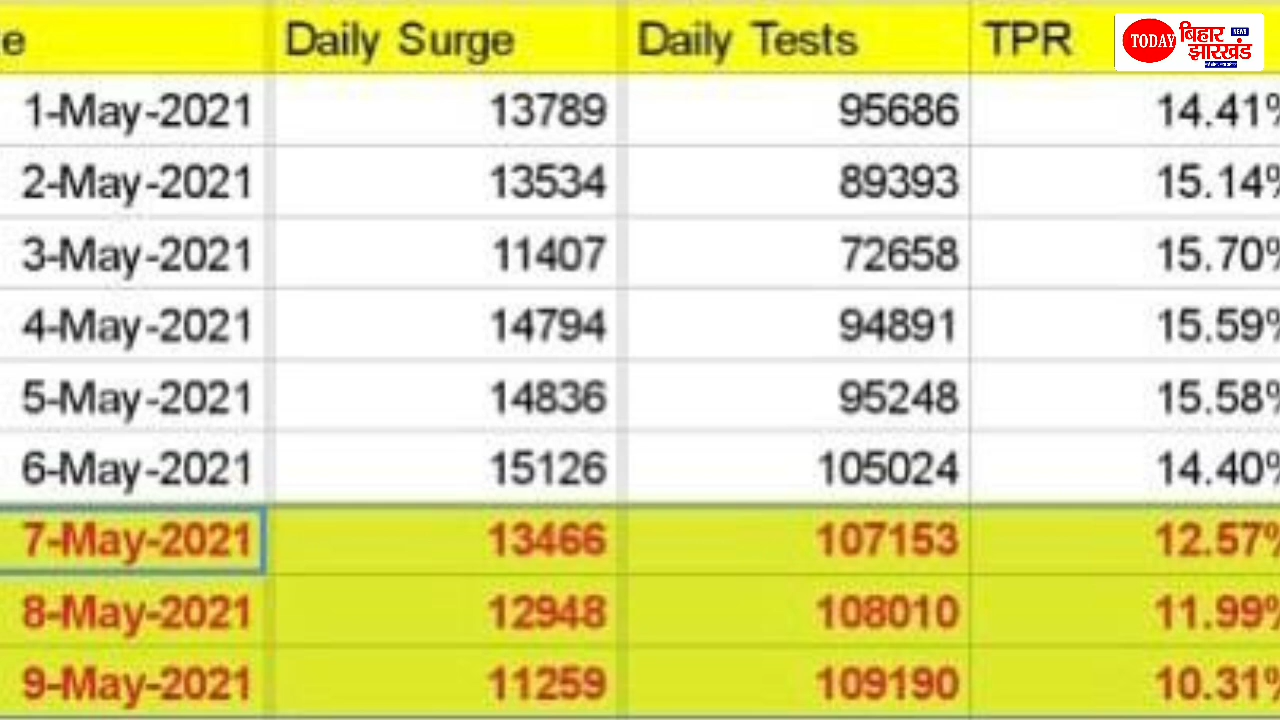 e Daily Surge Daily Tests TPR
TODAY बिहार NEWS
झारखंड
1-May-2021 13789 95686 14.41%
2-May-2021 13534 89393 15.14%
3-May-2021 11407 72658 15.70%
4-May-2021 14794 94891 15.59%
5-May-2021 14836 95248 15.58%
6-May-2021 15126 105024 14.40%
7-May-2021 13466 107153 12.57%
8-May-2021 12948 108010 11.99%
9-May-2021 11259 109190 10.31%